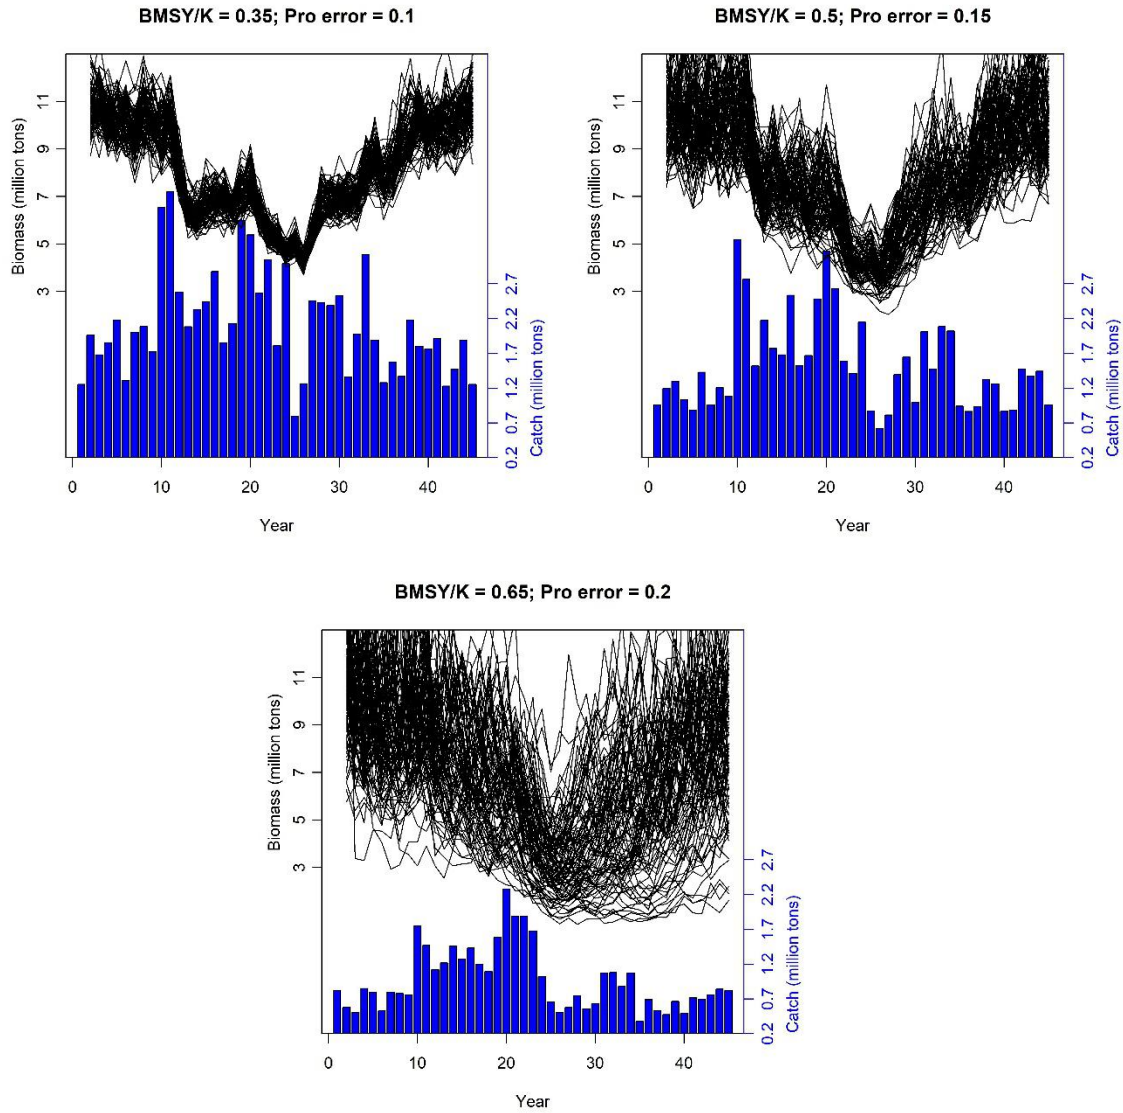 BMSY/K = 0.35; Pro error = 0.1
Biomass (million tons)
11
9
7
5
3
2.7
2.2
1.7
1.2
0.7
0.2
Catch (million tons)
0 10 20 30 40
Year
BMSY/K = 0.5; Pro error = 0.15
Biomass (million tons)
11
9
7
5
3
2.7
2.2
1.7
1.2
0.7
0.2
Catch (million tons)
0 10 20 30 40
Year
BMSY/K = 0.65; Pro error = 0.2
Biomass (million tons)
11
9
7
5
3
2.7
2.2
1.7
1.2
0.7
0.2
Catch (million tons)
0 10 20 30 40
Year